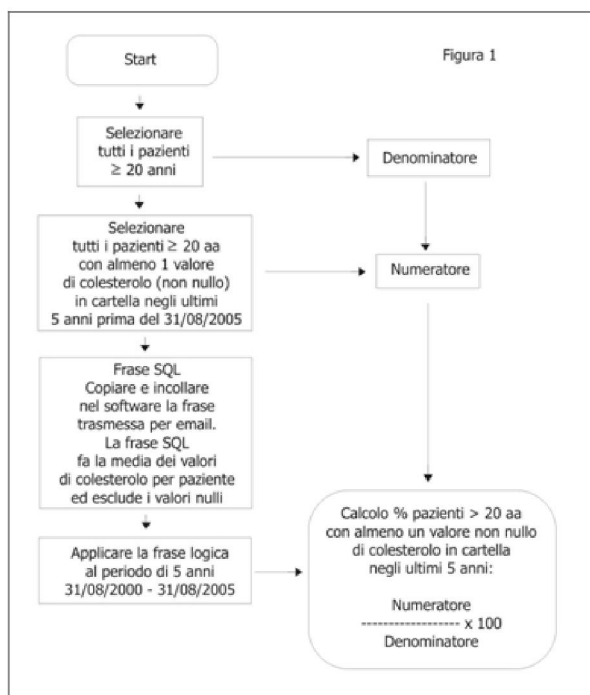 Start
Figura 1
Selezionare
tutti i pazienti
≥ 20 anni
Denominatore
Selezionare
tutti i pazienti ≥ 20 aa
con almeno 1 valore
di colesterolo (non nullo)
in cartella negli ultimi
5 anni prima del 31/08/2005
Numeratore
Frase SQL
Copiare e incollare
nel software la frase
trasmessa per email.
La frase SQL
fa la media dei valori
di colesterolo per paziente
ed esclude i valori nulli
Applicare la frase logica
al periodo di 5 anni
31/08/2000 - 31/08/2005
Calcolo % pazienti > 20 aa
con almeno un valore non nullo
di colesterolo in cartella
negli ultimi 5 anni:
Numeratore
------------------ x 100
Denominatore